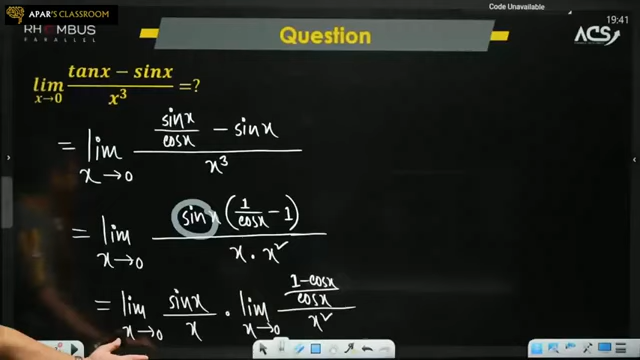 APAR'S CLASSROOM
Code Unavailable
19:41
RHOMBUS
PARALLEL
Question
ACS
lim x→0 (tanx − sinx)/x³ =?
= lim x→0 (sinx/cosx − sinx)/x³
= lim x→0 sinx(1/cosx − 1)/(x · x²)
= lim x→0 sinx/x · lim x→0 ((1−cosx)/cosx)/x²